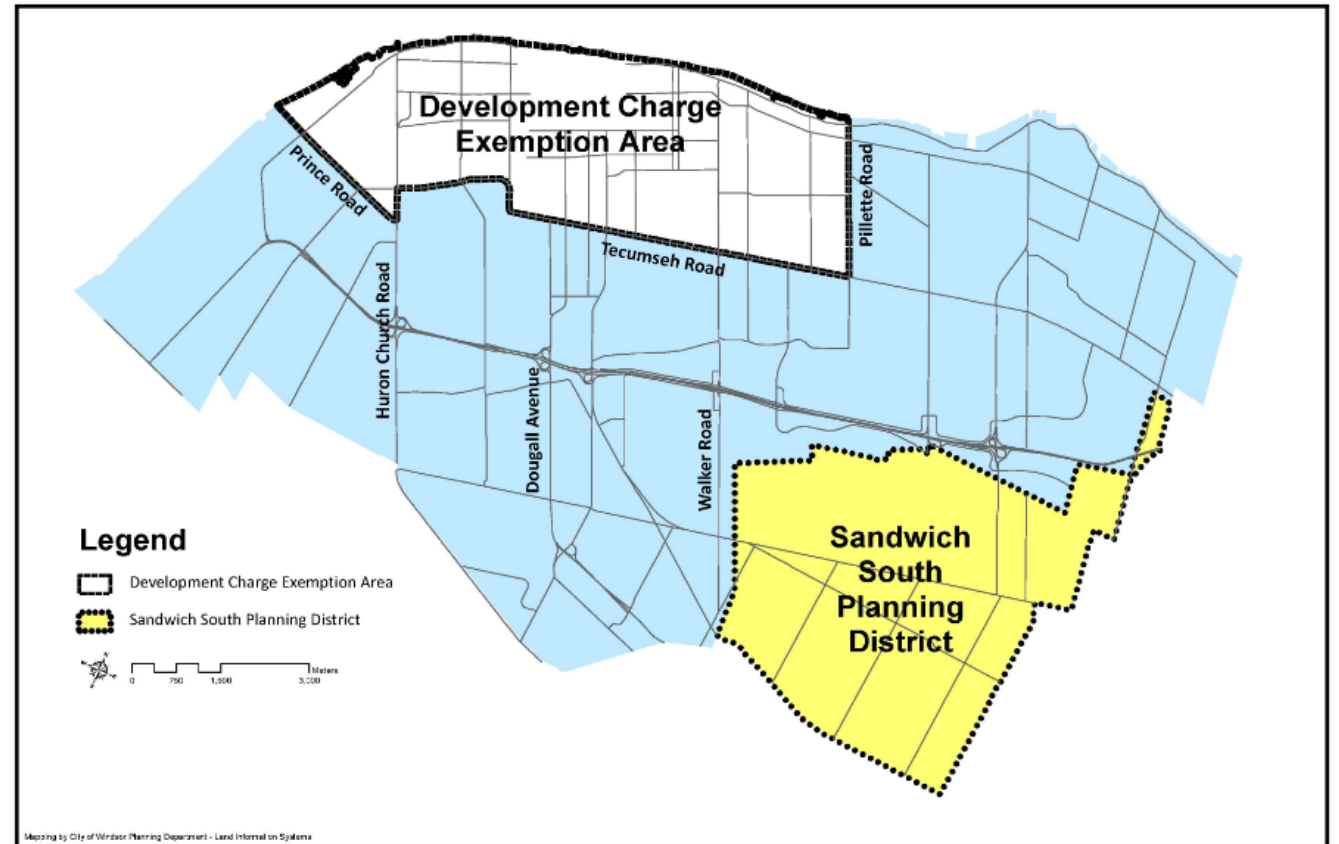 Development Charge
Exemption Area
Prince Road
Pillette Road
Tecumseh Road
Huron Church Road
Dougall Avenue
Walker Road
Sandwich
South
Planning
District
Legend
Development Charge Exemption Area
Sandwich South Planning District
Meters
0 750 1,500 3,000
Mapping by City of Windsor Planning Department - Land Information Systems